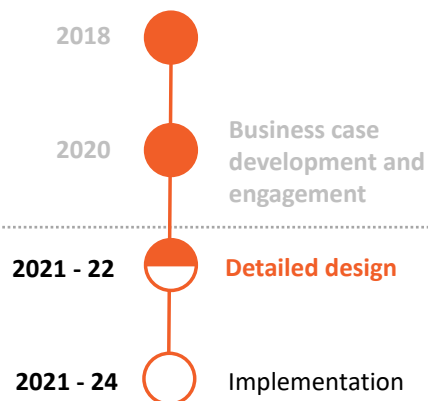 2018
2020
Business case
development and
engagement
2021 - 22
Detailed design
2021 - 24
Implementation